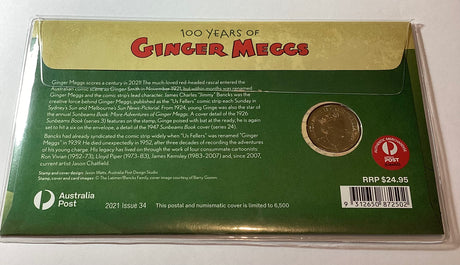 100 YEARS OF
GINGER MEGGS
Ginger Meggs scores a century in 2021! The much-loved red-headed rascal entered the
Australian comic scene as Ginger Smith in November 1921, but within months was renamed
Ginger Meggs and the comic strip's lead character. James Charles "Jimmy" Bancks was the
creative force behind Ginger Meggs, published as the "Us Fellers" comic strip each Sunday in
Sydney's Sun and Melbourne's Sun News-Pictorial. From 1924, young Ginge was also the star of
the annual Sunbeams Book: More Adventures of Ginger Meggs. A cover detail of the 1926
Sunbeams Book (series 3) features on the stamp, Ginge posted with bat at the ready, he is again
set to hit a six on the envelope, a detail of the 1947 Sunbeams Book cover (series 24).
Bancks had already syndicated the comic strip widely when "Us Fellers" was renamed "Ginger
Meggs" in 1939. He died unexpectedly in 1952, after three decades of recording the adventures
of his young charge. His legacy has lived on through the work of four consummate cartoonists:
Ron Vivian (1952–73), Lloyd Piper (1973–83), James Kemsley (1983–2007) and, since 2007,
current artist Jason Chatfield.
Stamp and cover design: Jason Watts, Australia Post Design Studio
Stamp, cover and card images: © The Latimer/Bancks Family, cover image courtesy of Barry Gomm.
POST
RRP $24.95
9 312650 872502
Australia
Post
2021 Issue 34
This postal and numismatic cover is limited to 6,500